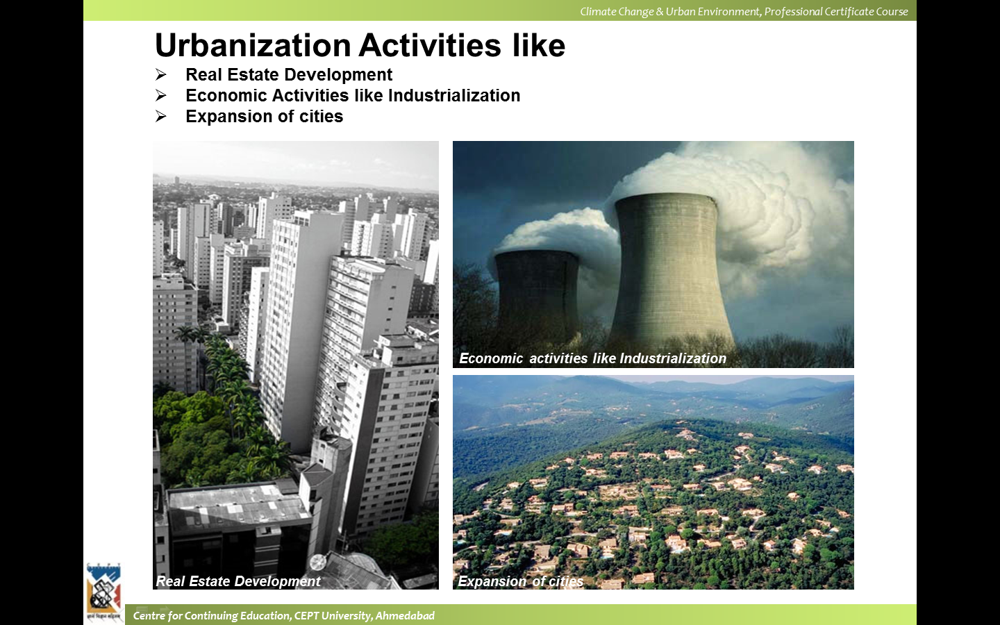 Climate Change & Urban Environment, Professional Certificate Course
Urbanization Activities like
Real Estate Development
Economic Activities like Industrialization
Expansion of cities
Economic activities like Industrialization
Real Estate Development
Expansion of cities
C E P T
Centre for Continuing Education, CEPT University, Ahmedabad